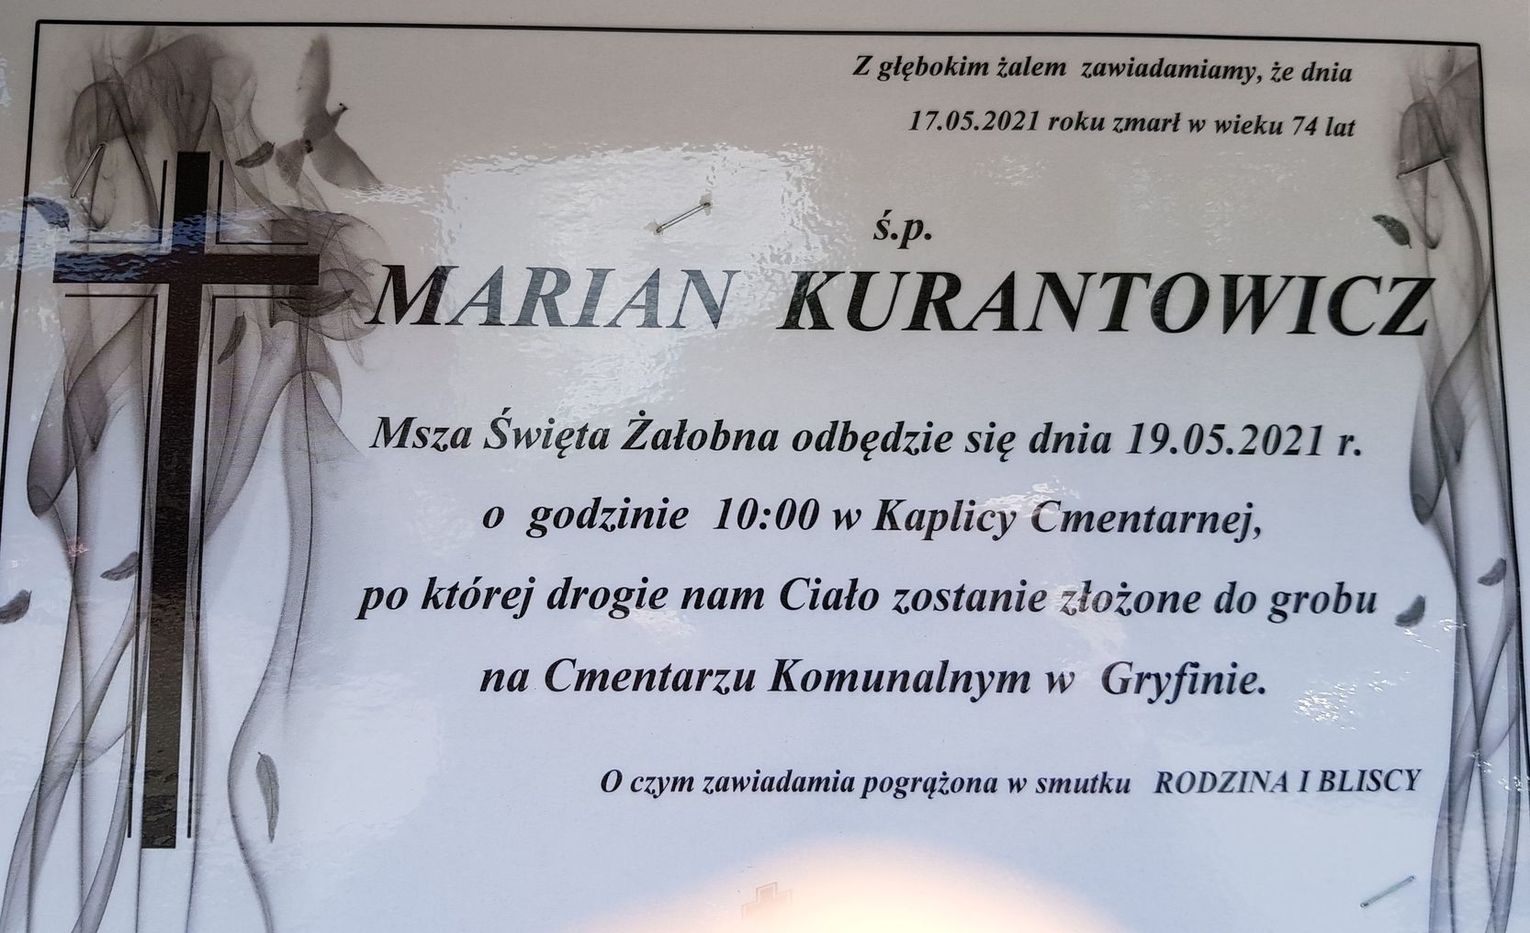 Z głębokim żalem zawiadamiamy, że dnia
17.05.2021 roku zmarł w wieku 74 lat
ś.p.
MARIAN KURANTOWICZ
Msza Święta Żałobna odbędzie się dnia 19.05.2021 r.
o godzinie 10:00 w Kaplicy Cmentarnej,
po której drogie nam Ciało zostanie złożone do grobu
na Cmentarzu Komunalnym w Gryfinie.
O czym zawiadamia pogrążona w smutku RODZINA I BLISCY